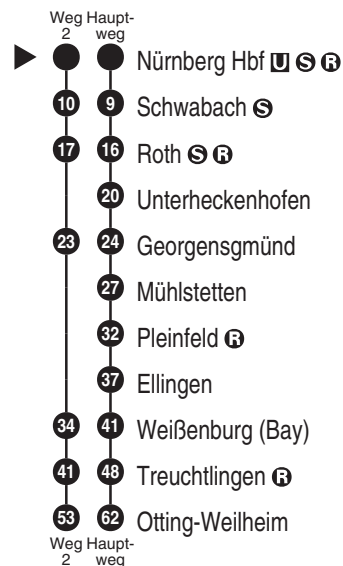 Weg Haupt-
2 weg
Nürnberg Hbf U S R
10 9 Schwabach S
17 16 Roth S R
20 Unterheckenhofen
23 24 Georgensgmünd
27 Mühlstetten
32 Pleinfeld R
37 Ellingen
34 41 Weißenburg (Bay)
41 48 Treuchtlingen R
53 62 Otting-Weilheim
Weg Haupt-
2 weg